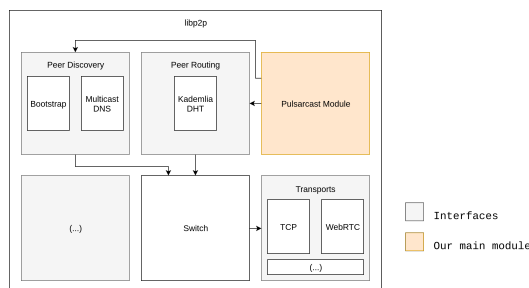 libp2p
Peer Discovery
Bootstrap
Multicast
DNS
Peer Routing
Kademlia
DHT
Pulsarcast Module
(...)
Switch
Transports
TCP
WebRTC
(...)
Interfaces
Our main module